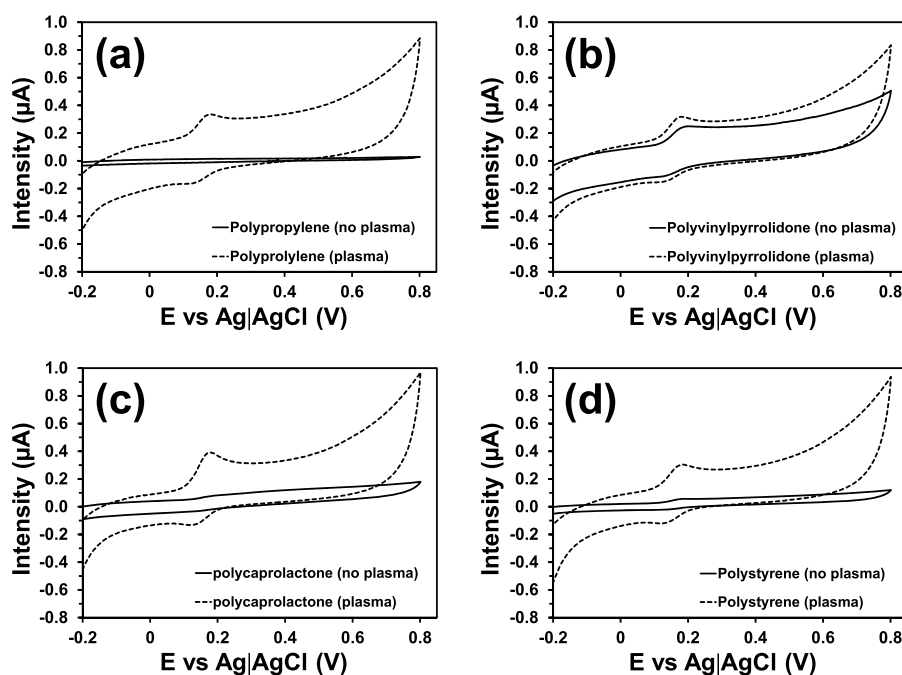 (a)
Intensity (µA)
1.0
0.8
0.6
0.4
0.2
0.0
-0.2
-0.4
-0.6
-0.8
Polypropylene (no plasma)
Polyprolylene (plasma)
-0.2 0 0.2 0.4 0.6 0.8
E vs Ag|AgCl (V)
(b)
Intensity (µA)
1.0
0.8
0.6
0.4
0.2
0.0
-0.2
-0.4
-0.6
-0.8
Polyvinylpyrrolidone (no plasma)
Polyvinylpyrrolidone (plasma)
-0.2 0 0.2 0.4 0.6 0.8
E vs Ag|AgCl (V)
(c)
Intensity (µA)
1.0
0.8
0.6
0.4
0.2
0.0
-0.2
-0.4
-0.6
-0.8
polycaprolactone (no plasma)
polycaprolactone (plasma)
-0.2 0 0.2 0.4 0.6 0.8
E vs Ag|AgCl (V)
(d)
Intensity (µA)
1.0
0.8
0.6
0.4
0.2
0.0
-0.2
-0.4
-0.6
-0.8
Polystyrene (no plasma)
Polystyrene (plasma)
-0.2 0 0.2 0.4 0.6 0.8
E vs Ag|AgCl (V)